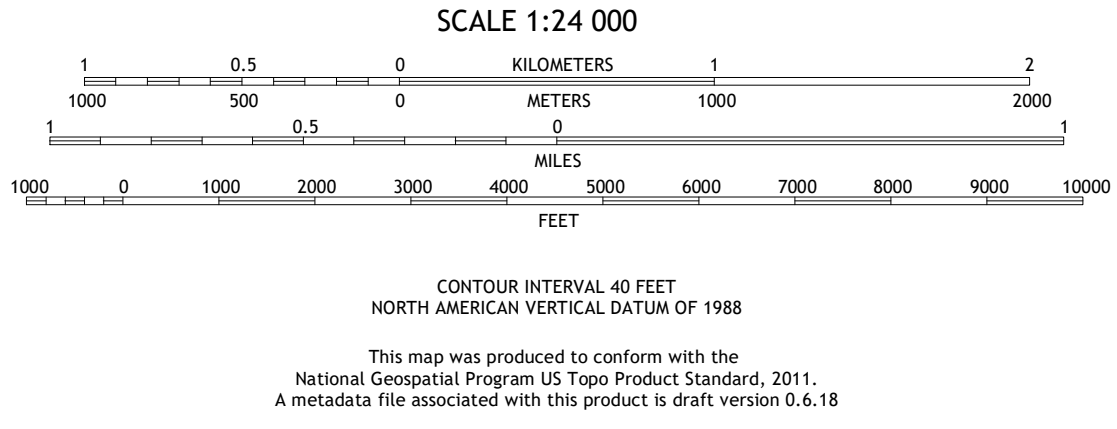 SCALE 1:24 000
1 0.5 0 KILOMETERS 1 2
1000 500 0 METERS 1000 2000
1 0.5 0 1
MILES
1000 0 1000 2000 3000 4000 5000 6000 7000 8000 9000 10000
FEET
CONTOUR INTERVAL 40 FEET
NORTH AMERICAN VERTICAL DATUM OF 1988
This map was produced to conform with the
National Geospatial Program US Topo Product Standard, 2011.
A metadata file associated with this product is draft version 0.6.18